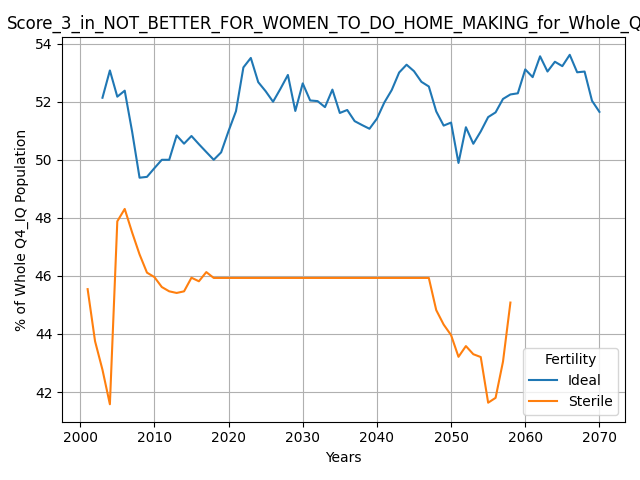 Score_3_in_NOT_BETTER_FOR_WOMEN_TO_DO_HOME_MAKING_for_Whole_Q
54
52
50
48
46
44
42
% of Whole Q4_IQ Population
2000 2010 2020 2030 2040 2050 2060 2070
Years
Fertility
Ideal
Sterile